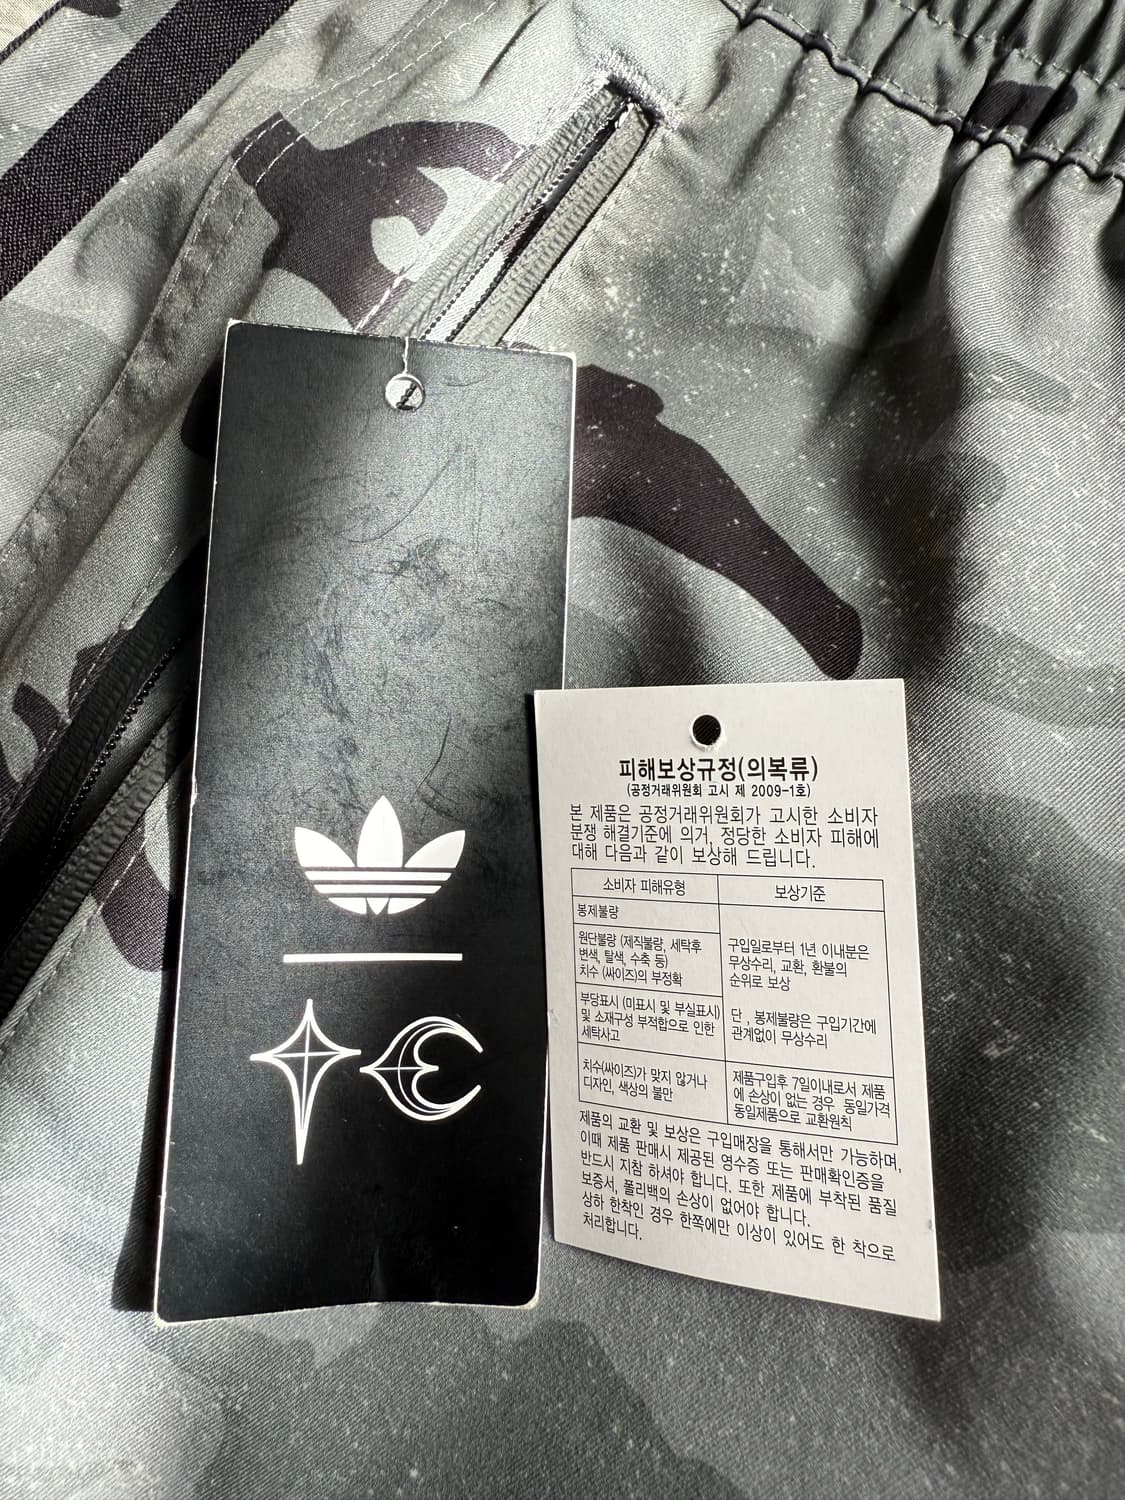 피해보상규정(의복류)
(공정거래위원회 고시 제 2009-1호)
본 제품은 공정거래위원회가 고시한 소비자
분쟁 해결기준에 의거, 정당한 소비자 피해에
대해 다음과 같이 보상해 드립니다.
소비자 피해유형
보상기준
봉제불량
원단불량 (제직불량, 세탁후
변색, 탈색, 수축 등)
치수 (싸이즈)의 부정확
부당표시 (미표시 및 부실표시)
및 소재구성 부적합으로 인한
세탁사고
구입일로부터 1년 이내분은
무상수리, 교환, 환불의
순위로 보상
단 , 봉제불량은 구입기간에
관계없이 무상수리
치수(싸이즈)가 맞지 않거나
디자인, 색상의 불만
제품구입후 7일이내로서 제품
에 손상이 없는 경우 동일가격
동일제품으로 교환원칙
제품의 교환 및 보상은 구입매장을 통해서만 가능하며,
이때 제품 판매시 제공된 영수증 또는 판매확인증을
반드시 지참 하셔야 합니다. 또한 제품에 부착된 품질
보증서, 폴리백의 손상이 없어야 합니다.
상하 한착인 경우 한쪽에만 이상이 있어도 한 착으로
처리합니다.